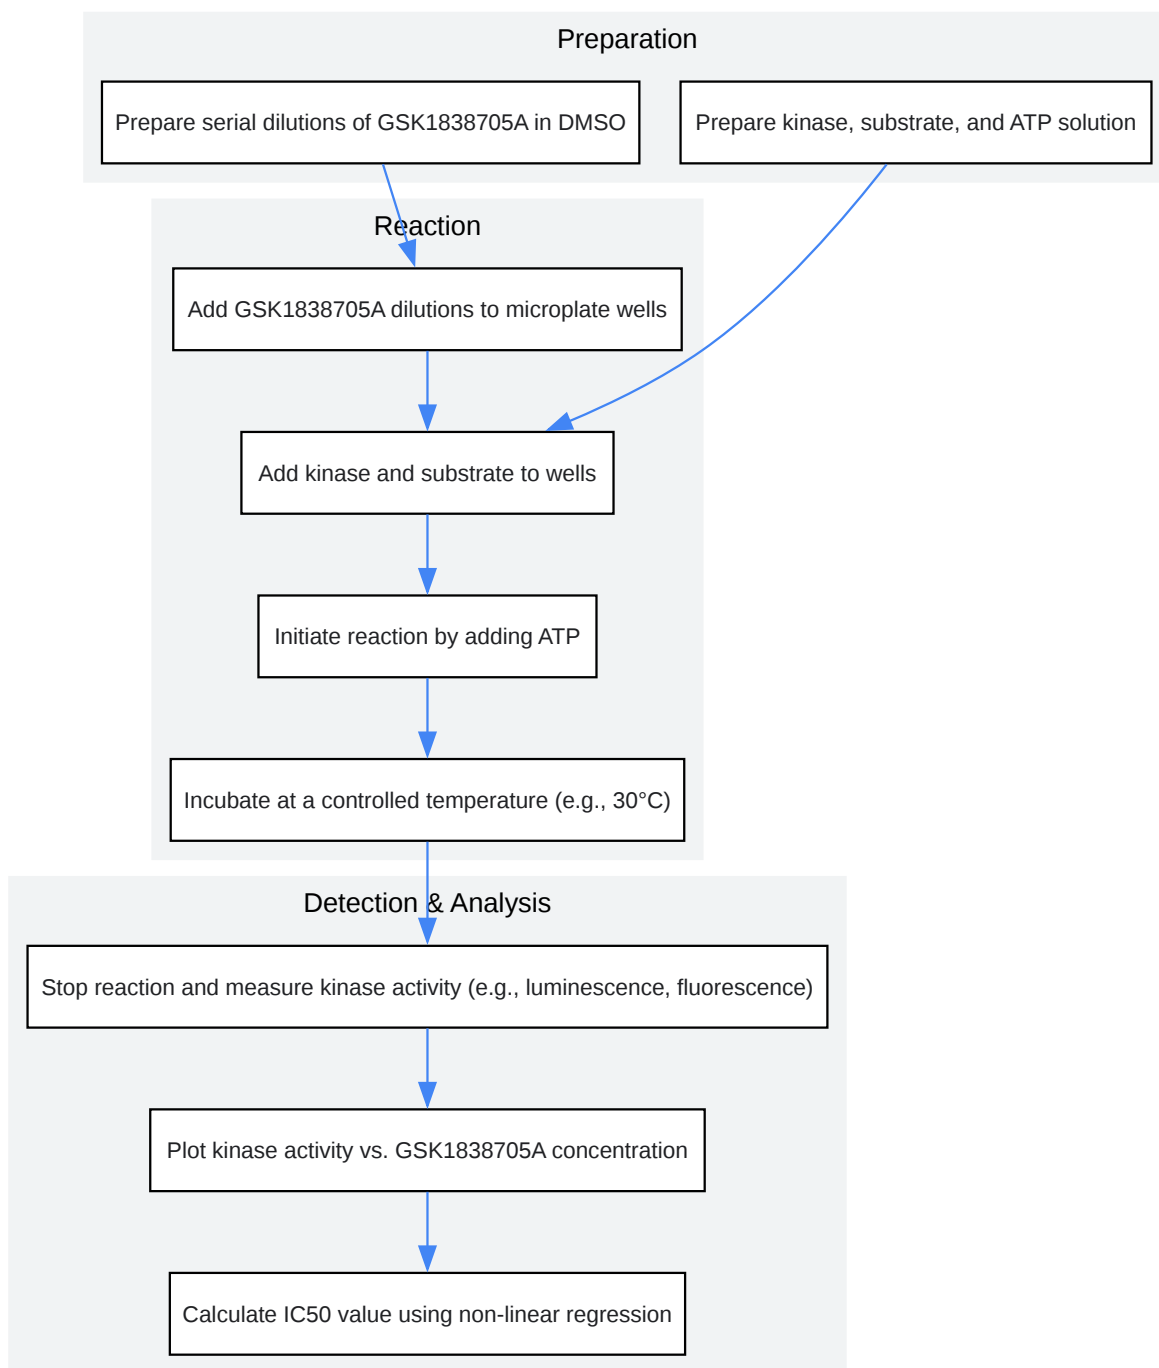 Preparation
Prepare serial dilutions of GSK1838705A in DMSO
Prepare kinase, substrate, and ATP solution
Reaction
Add GSK1838705A dilutions to microplate wells
Add kinase and substrate to wells
Initiate reaction by adding ATP
Incubate at a controlled temperature (e.g., 30°C)
Detection & Analysis
Stop reaction and measure kinase activity (e.g., luminescence, fluorescence)
Plot kinase activity vs. GSK1838705A concentration
Calculate IC50 value using non-linear regression